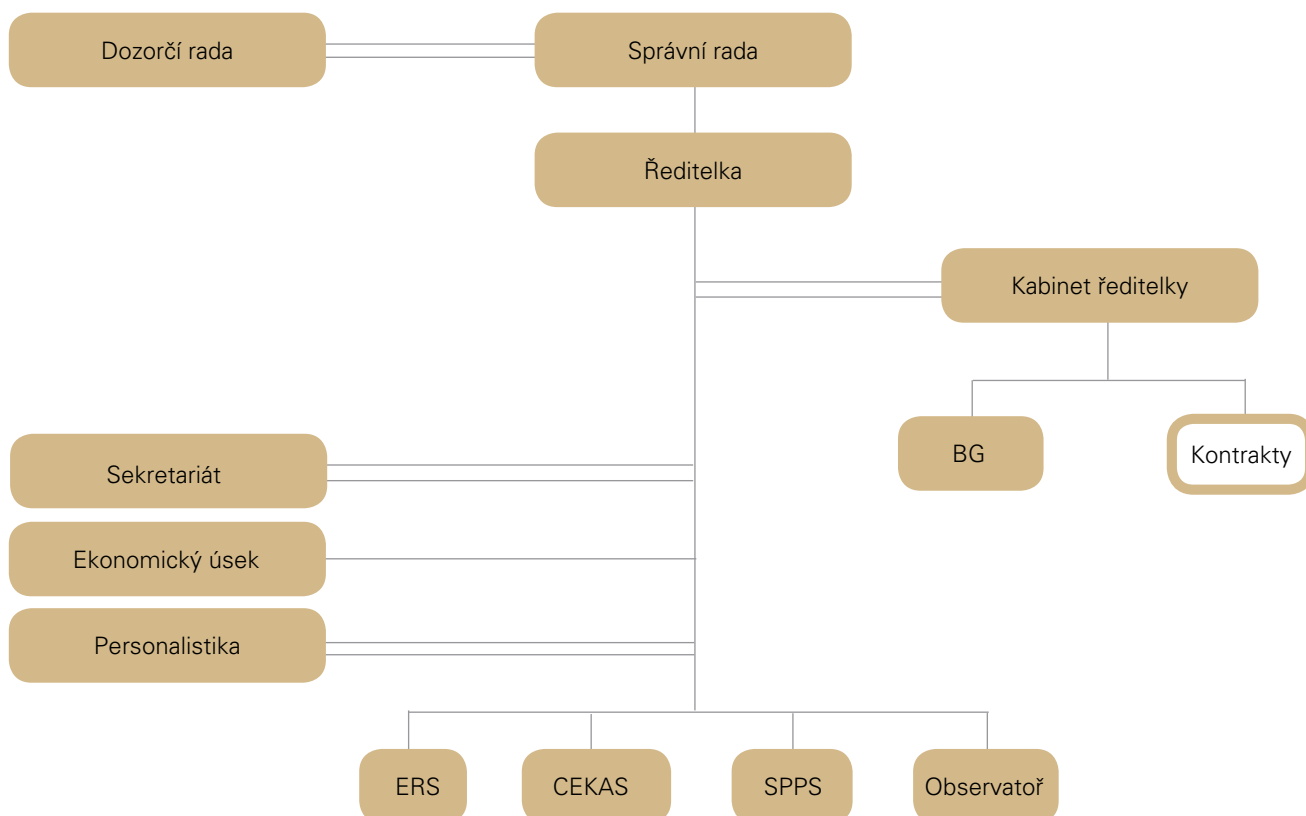 Dozorčí rada
Správní rada
Ředitelka
Kabinet ředitelky
BG
Kontrakty
Sekretariát
Ekonomický úsek
Personalistika
ERS
CEKAS
SPPS
Observatoř